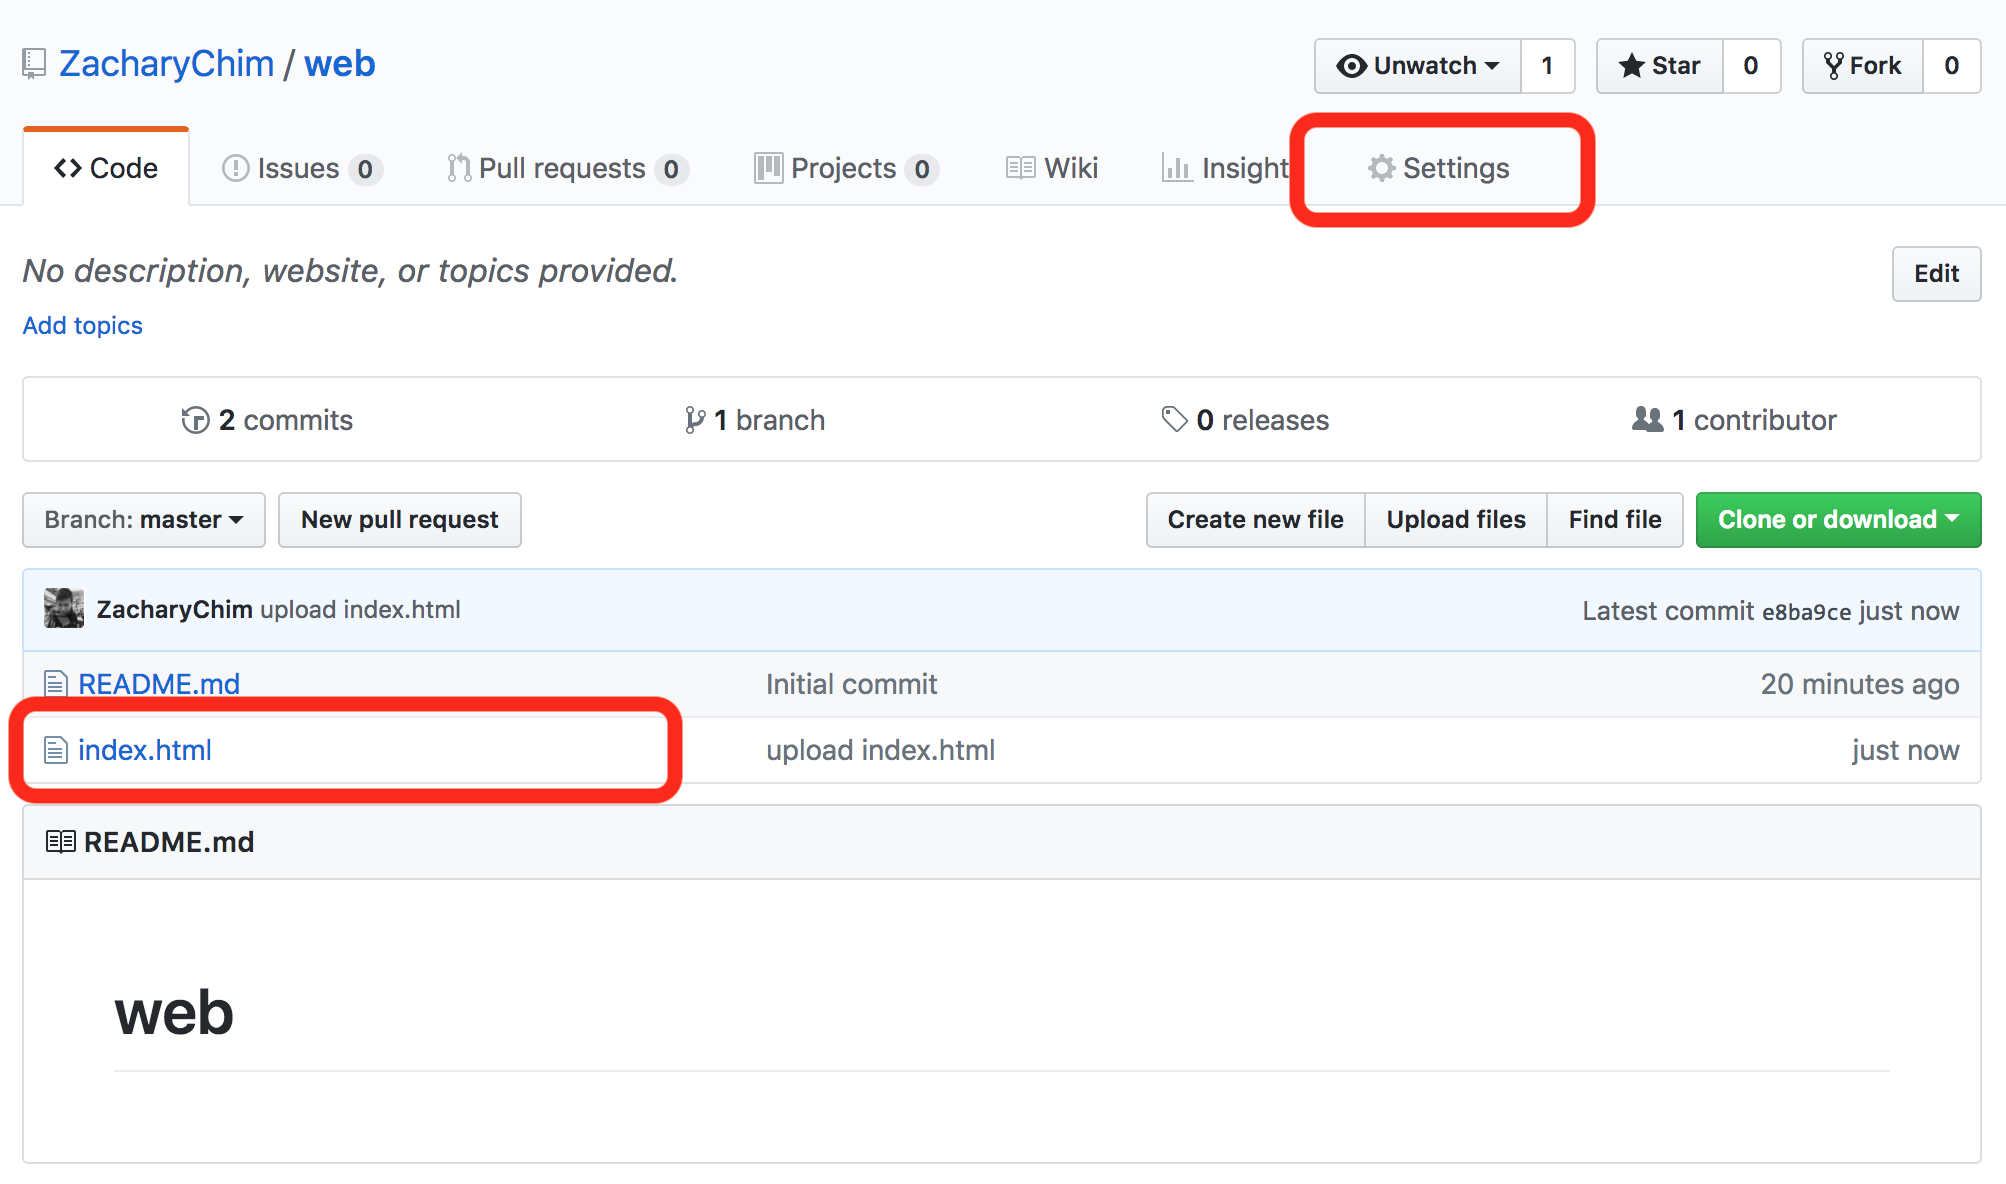 ZacharyChim / web
Unwatch 1 Star 0 Fork 0
Code Issues 0 Pull requests 0 Projects 0 Wiki Insight Settings
No description, website, or topics provided. Edit
Add topics
2 commits 1 branch 0 releases 1 contributor
Branch: master New pull request Create new file Upload files Find file Clone or download
ZacharyChim upload index.html Latest commit e8ba9ce just now
README.md Initial commit 20 minutes ago
index.html upload index.html just now
README.md
web